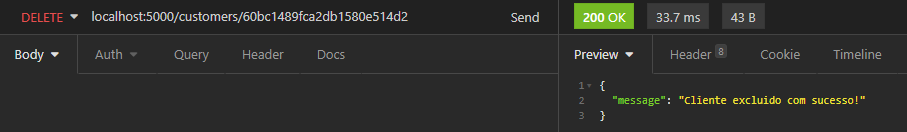 DELETE localhost:5000/customers/60bc1489fca2db1580e514d2 Send
200 OK 33.7 ms 43 B
Body Auth Query Header Docs
Preview Header 8 Cookie Timeline
1 {
2 "message": "Cliente excluido com sucesso!"
3 }